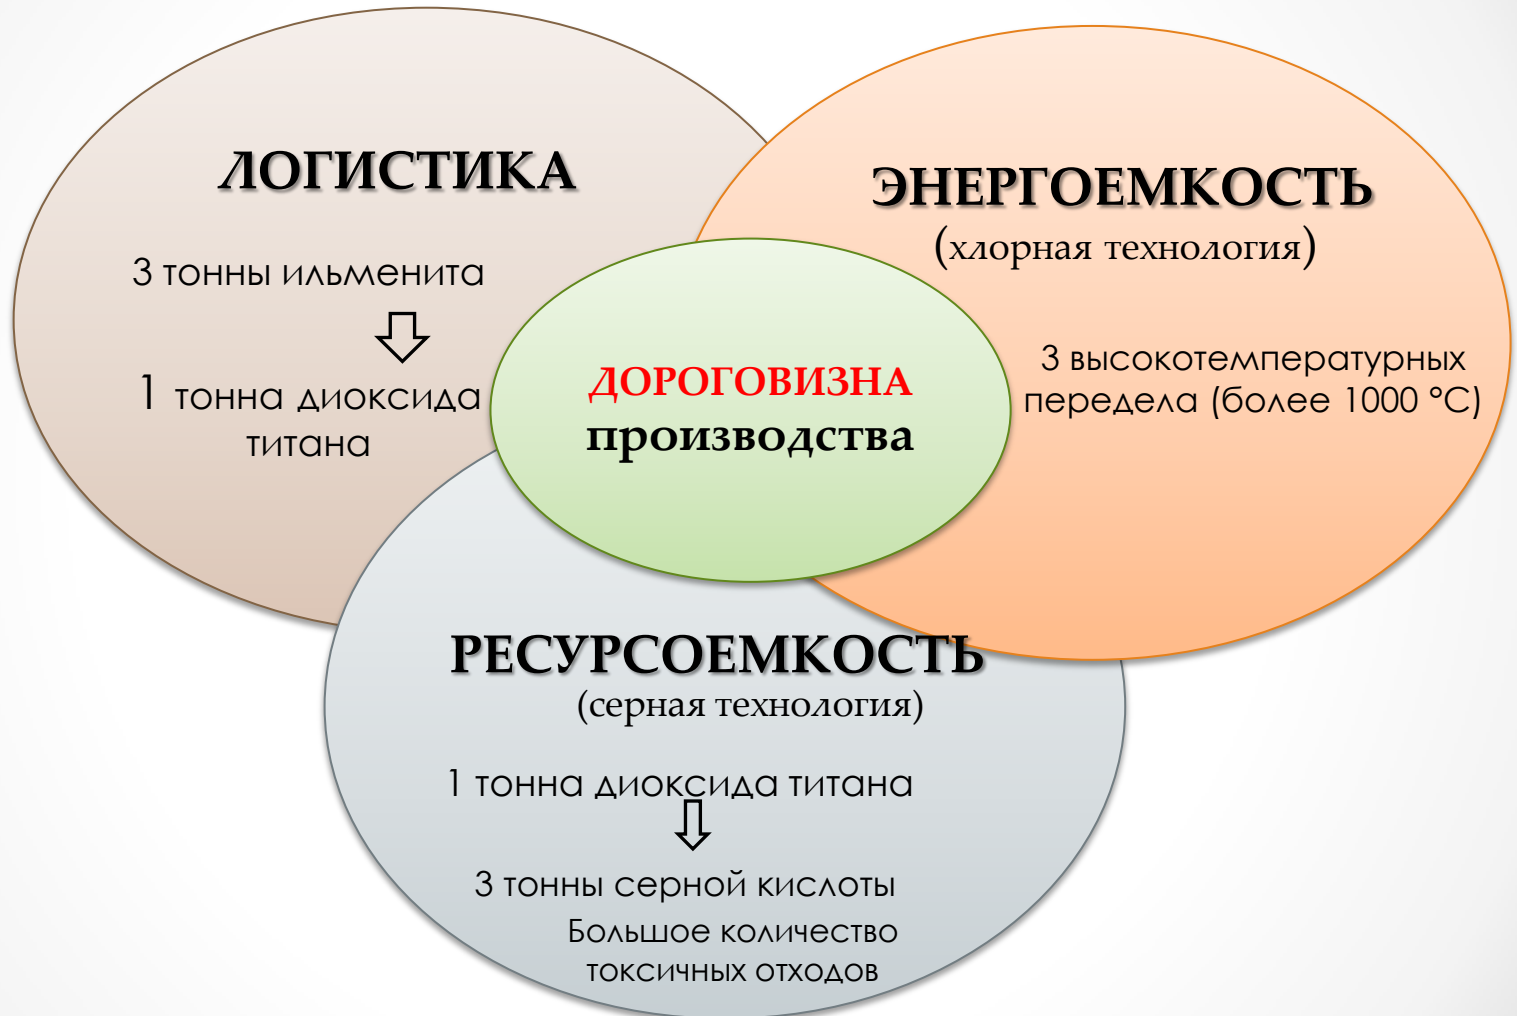 ЛОГИСТИКА
3 тонны ильменита
1 тонна диоксида
титана
ЭНЕРГОЕМКОСТЬ
(хлорная технология)
3 высокотемпературных
передела (более 1000 °С)
ДОРОГОВИЗНА
производства
РЕСУРСОЕМКОСТЬ
(серная технология)
1 тонна диоксида титана
3 тонны серной кислоты
Большое количество
токсичных отходов